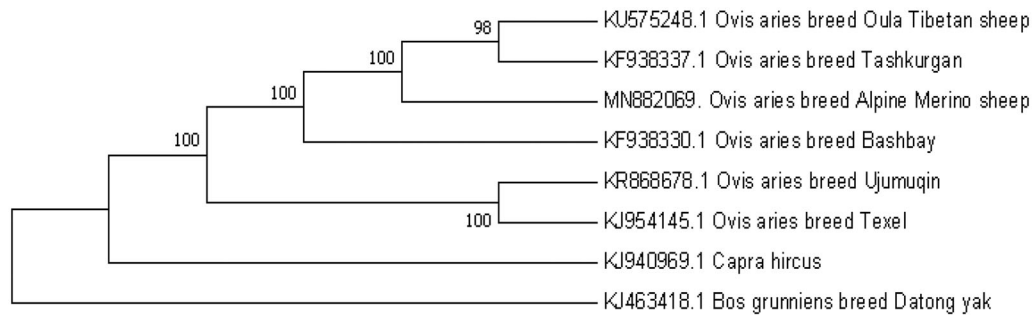 KU575248.1 Ovis aries breed Oula Tibetan sheep
98
KF938337.1 Ovis aries breed Tashkurgan
100
MN882069. Ovis aries breed Alpine Merino sheep
100
KF938330.1 Ovis aries breed Bashbay
100
KR868678.1 Ovis aries breed Ujumuqin
100
KJ954145.1 Ovis aries breed Texel
KJ940969.1 Capra hircus
KJ463418.1 Bos grunniens breed Datong yak